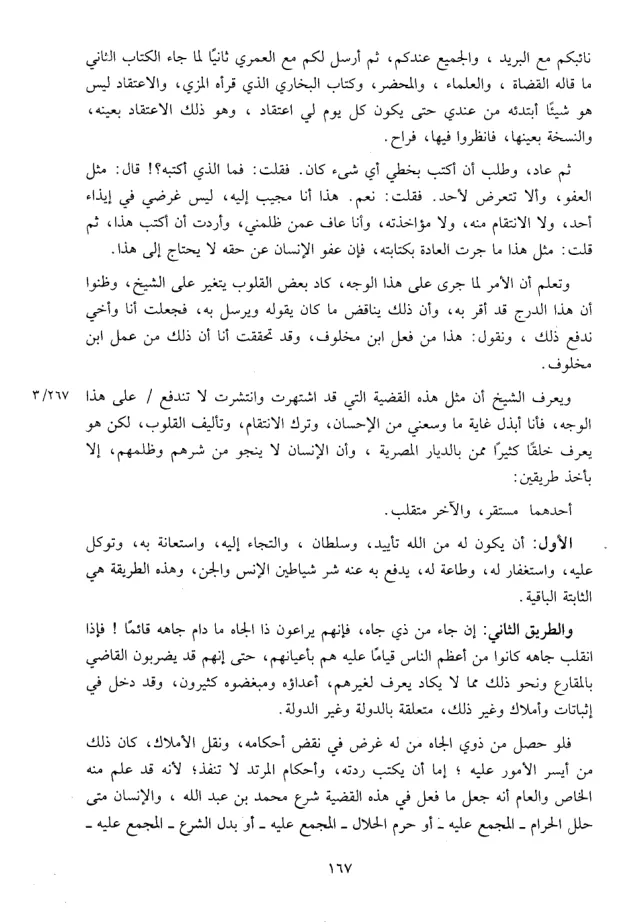 نائبكم مع البريد ، والجميع عندكم، ثم أرسل لكم مع العمري ثانيًا لما جاء الكتاب الثاني
ما قاله القضاة ، والعلماء ، والمحضر، وكتاب البخاري الذي قرأه المزي، والاعتقاد ليس
هو شيئًا أبتدئه من عندي حتى يكون كل يوم لي اعتقاد ، وهو ذلك الاعتقاد بعينه،
والنسخة بعينها، فانظروا فيها، فراح.
ثم عاد، وطلب أن أكتب بخطي أي شىء كان. فقلت: فما الذي أكتبه؟! قال: مثل
العفو، وألا تتعرض لأحد. فقلت: نعم. هذا أنا مجيب إليه، ليس غرضي في إيذاء
أحد، ولا الانتقام منه، ولا مؤاخذته، وأنا عاف عمن ظلمني، وأردت أن أكتب هذا، ثم
قلت: مثل هذا ما جرت العادة بكتابته، فإن عفو الإنسان عن حقه لا يحتاج إلى هذا.
وتعلم أن الأمر لما جرى على هذا الوجه، كاد بعض القلوب يتغير على الشيخ، وظنوا
أن هذا الدرج قد أقر به، وأن ذلك يناقض ما كان يقوله ويرسل به، فجعلت أنا وأخي
ندفع ذلك ، ونقول: هذا من فعل ابن مخلوف، وقد تحققت أنا أن ذلك من عمل ابن
مخلوف.
ويعرف الشيخ أن مثل هذه القضية التي قد اشتهرت وانتشرت لا تندفع / على هذا ٣/٢٦٧
الوجه، فأنا أبذل غاية ما وسعني من الإحسان، وترك الانتقام، وتأليف القلوب، لكن هو
يعرف خلقًا كثيرًا ممن بالديار المصرية ، وأن الإنسان لا ينجو من شرهم وظلمهم، إلا
بأخذ طريقين:
أحدهما مستقر، والآخر متقلب.
الأول: أن يكون له من الله تأييد، وسلطان ، والتجاء إليه، واستعانة به، وتوكل
عليه، واستغفار له، وطاعة له، يدفع به عنه شر شياطين الإنس والجن، وهذه الطريقة هي
الثابتة الباقية.
والطريق الثاني: إن جاء من ذي جاه، فإنهم يراعون ذا الجاه ما دام جاهه قائمًا ! فإذا
انقلب جاهه كانوا من أعظم الناس قيامًا عليه هم بأعيانهم، حتى إنهم قد يضربون القاضي
بالمقارع ونحو ذلك مما لا يكاد يعرف لغيرهم، أعداؤه ومبغضوه كثيرون، وقد دخل في
إثباتات وأملاك وغير ذلك، متعلقة بالدولة وغير الدولة.
فلو حصل من ذوي الجاه من له غرض في نقض أحكامه، ونقل الأملاك، كان ذلك
من أيسر الأمور عليه ؛ إما أن يكتب ردته، وأحكام المرتد لا تنفذ؛ لأنه قد علم منه
الخاص والعام أنه جعل ما فعل في هذه القضية شرع محمد بن عبد الله ، والإنسان متى
حلل الحرام ــ المجمع عليه ــ أو حرم الحلال ــ المجمع عليه ــ أو بدل الشرع ــ المجمع عليه ــ
١٦٧